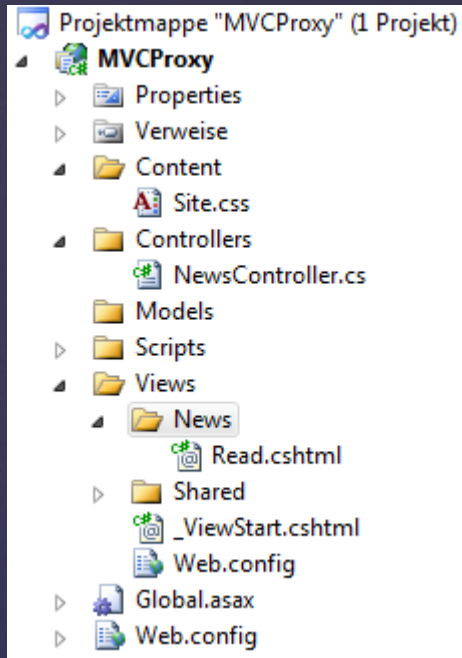 Projektmappe "MVCProxy" (1 Projekt)
MVCProxy
Properties
Verweise
Content
Site.css
Controllers
NewsController.cs
Models
Scripts
Views
News
Read.cshtml
Shared
_ViewStart.cshtml
Web.config
Global.asax
Web.config